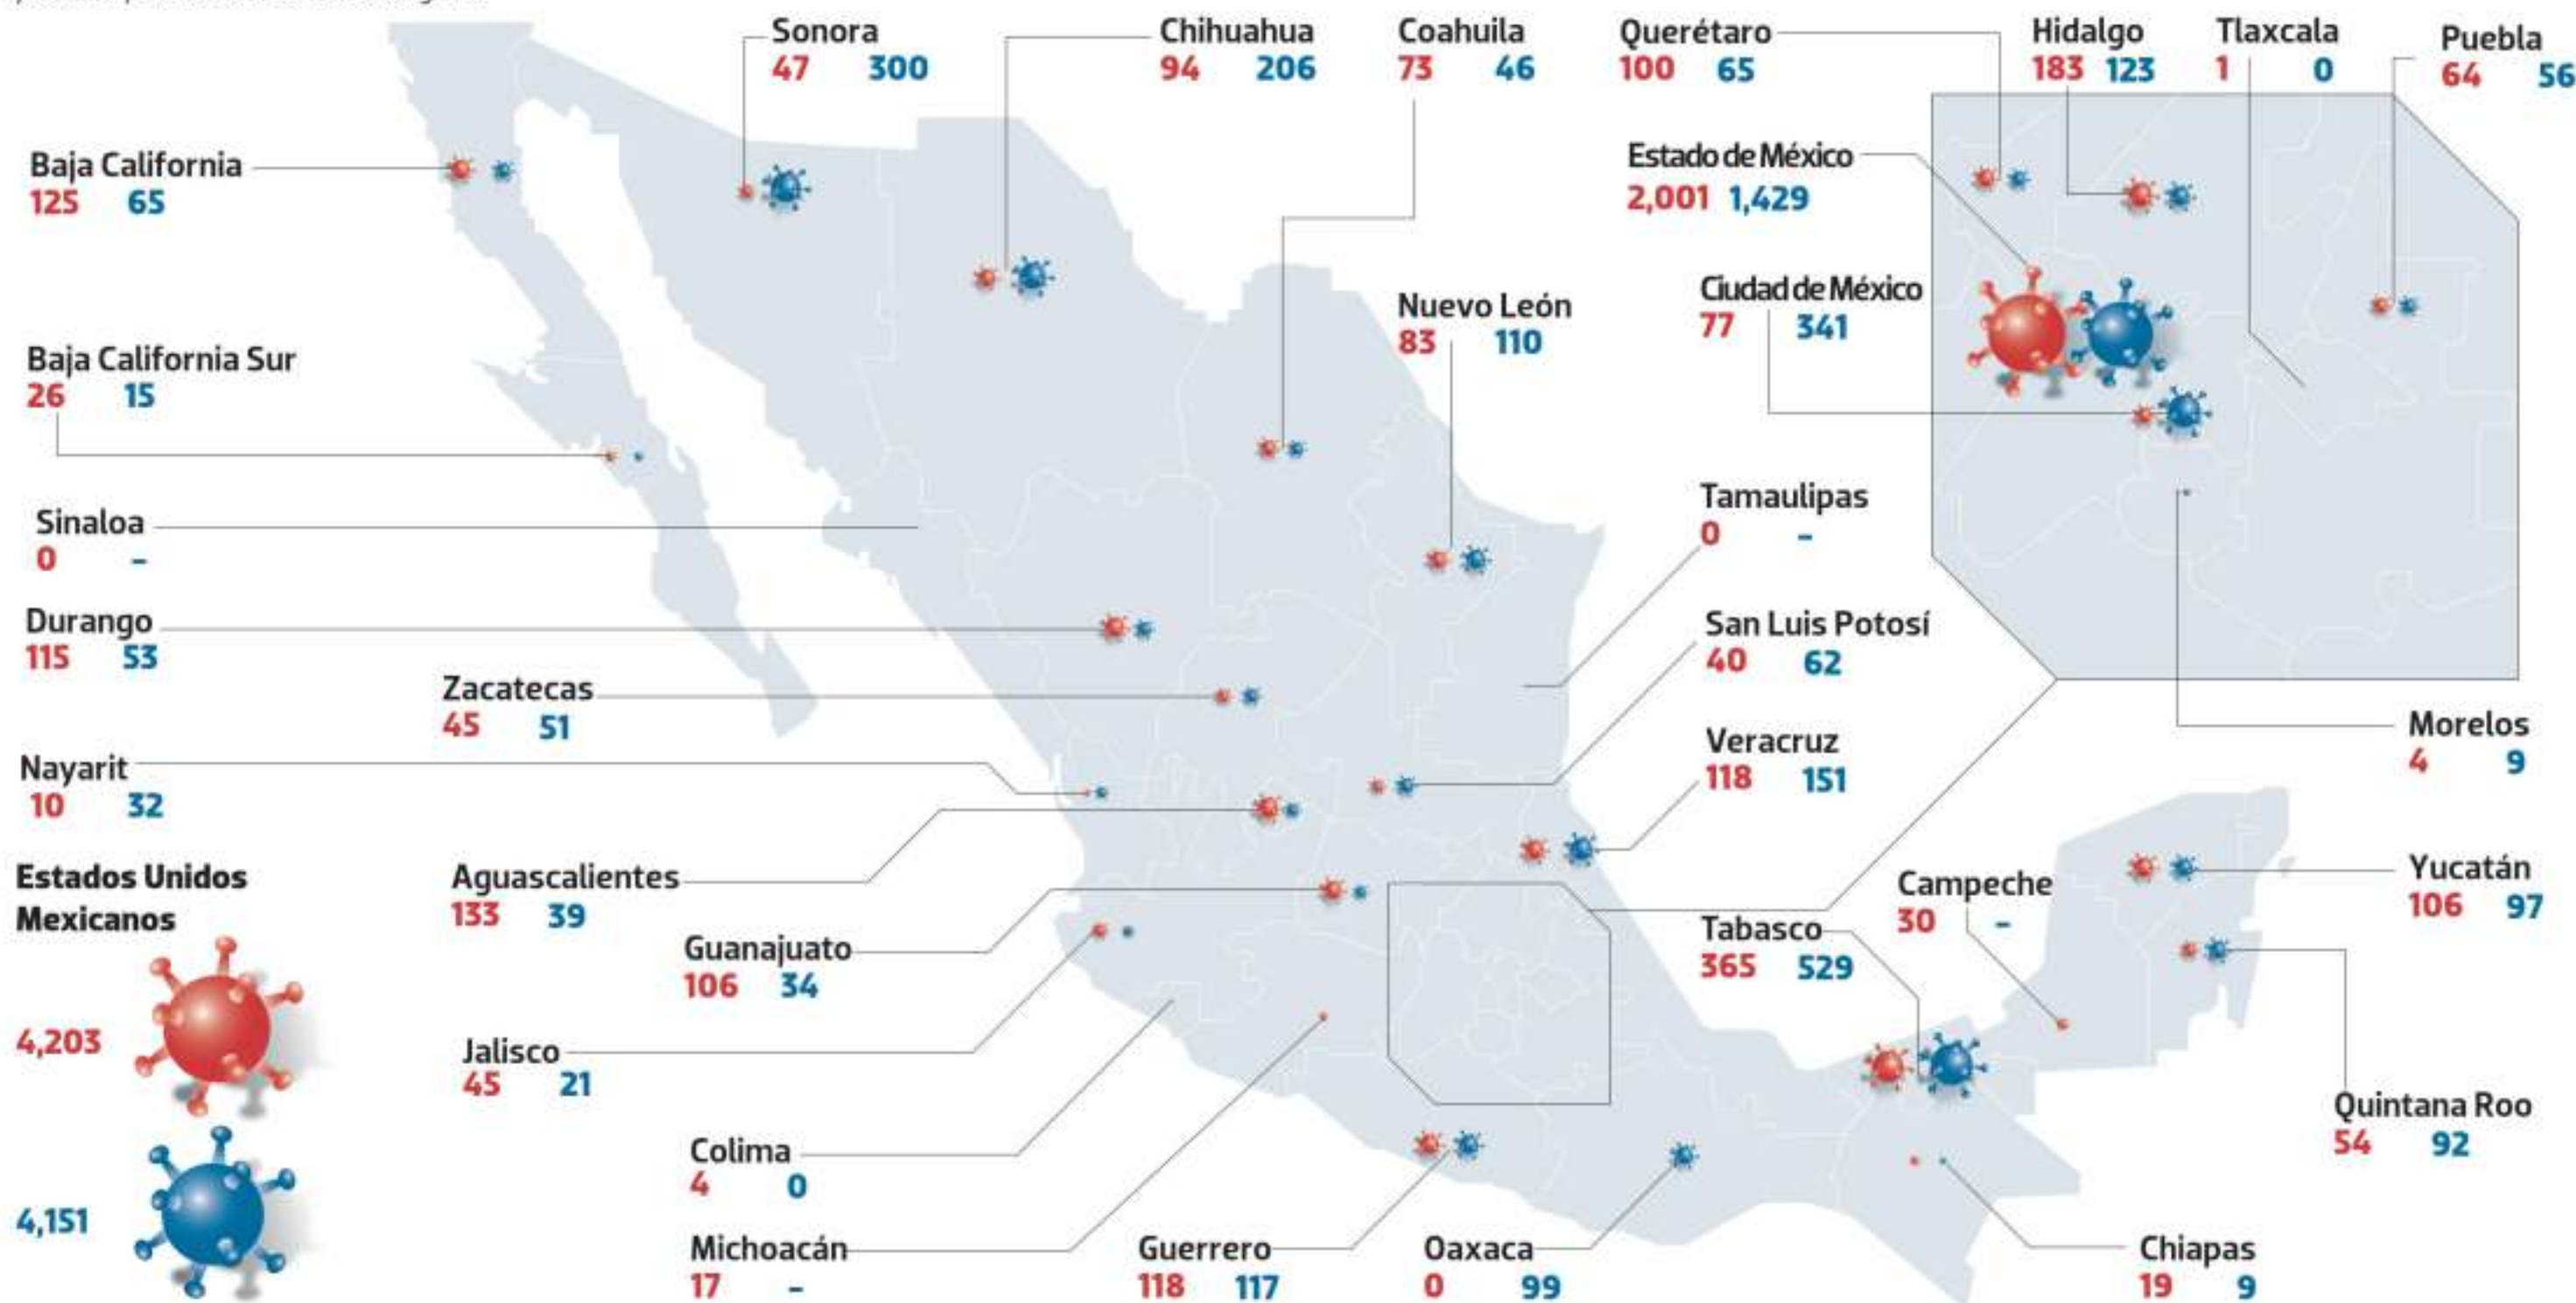 Sonora
47 300
Chihuahua
94 206
Coahuila
73 46
Querétaro
100 65
Hidalgo
183 123
Tlaxcala
1 0
Puebla
64 56
Baja California
125 65
Estado de México
2,001 1,429
Ciudad de México
77 341
Nuevo León
83 110
Baja California Sur
26 15
Sinaloa
0 -
Tamaulipas
0 -
Durango
115 53
San Luis Potosí
40 62
Zacatecas
45 51
Veracruz
118 151
Morelos
4 9
Nayarit
10 32
Aguascalientes
133 39
Yucatán
106 97
Campeche
30 -
Tabasco
365 529
Guanajuato
106 34
Jalisco
45 21
Quintana Roo
54 92
Colima
4 0
Michoacán
17 -
Guerrero
118 117
Oaxaca
0 99
Chiapas
19 9
Estados Unidos
Mexicanos
4,203
4,151